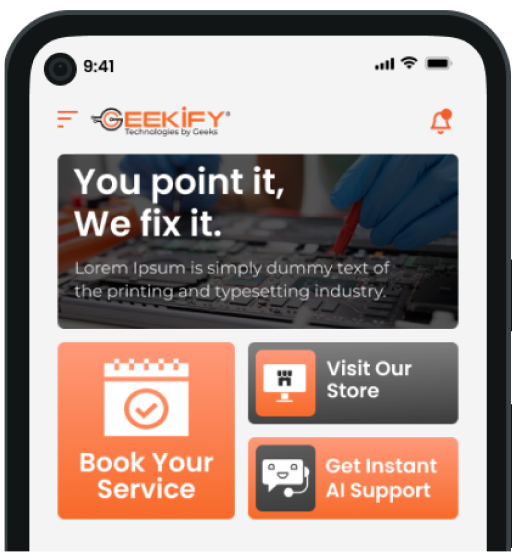 9:41
GEEKIFY®
Technologies by Geeks
You point it,
We fix it.
Lorem Ipsum is simply dummy text of
the printing and typesetting industry.
Visit Our
Store
Book Your
Service
Get Instant
AI Support